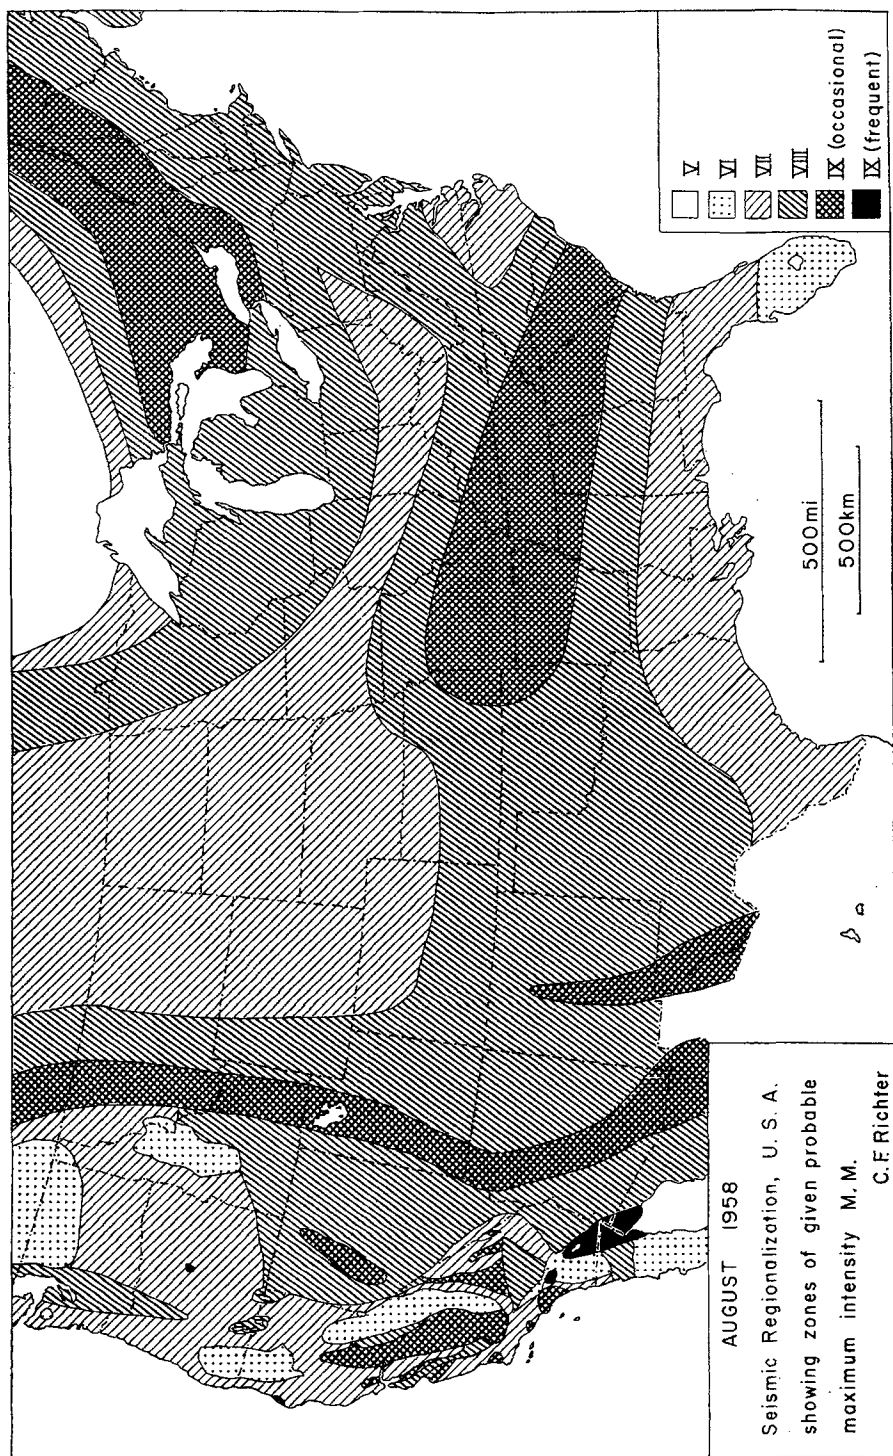 AUGUST 1958
Seismic Regionalization, U. S. A.
showing zones of given probable
maximum intensity M. M.
C. F. Richter
500mi
500km
V
VI
VII
VIII
IX (occasional)
IX (frequent)